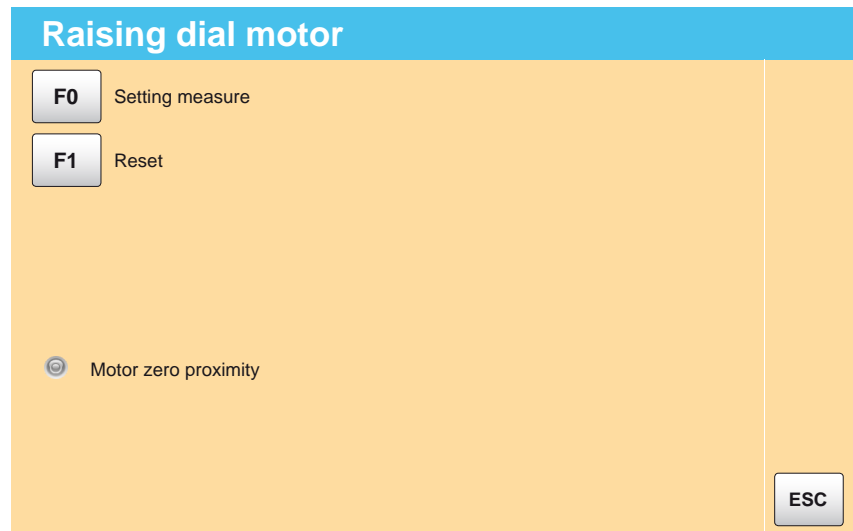 Raising dial motor
F0 Setting measure
F1 Reset
Motor zero proximity
ESC